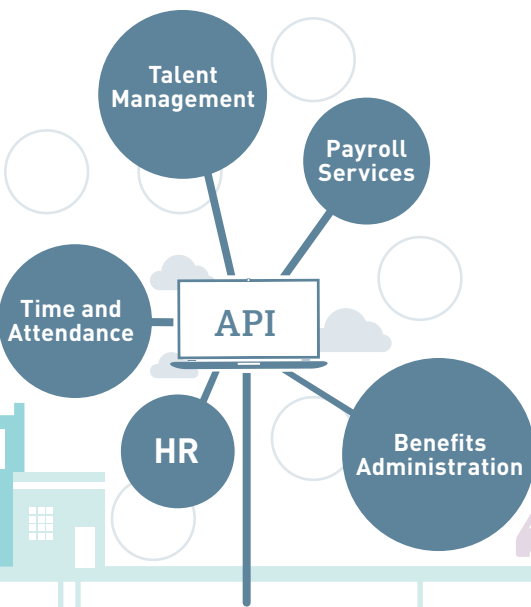 Talent
Management
Payroll
Services
API
Time and
Attendance
HR
Benefits
Administration